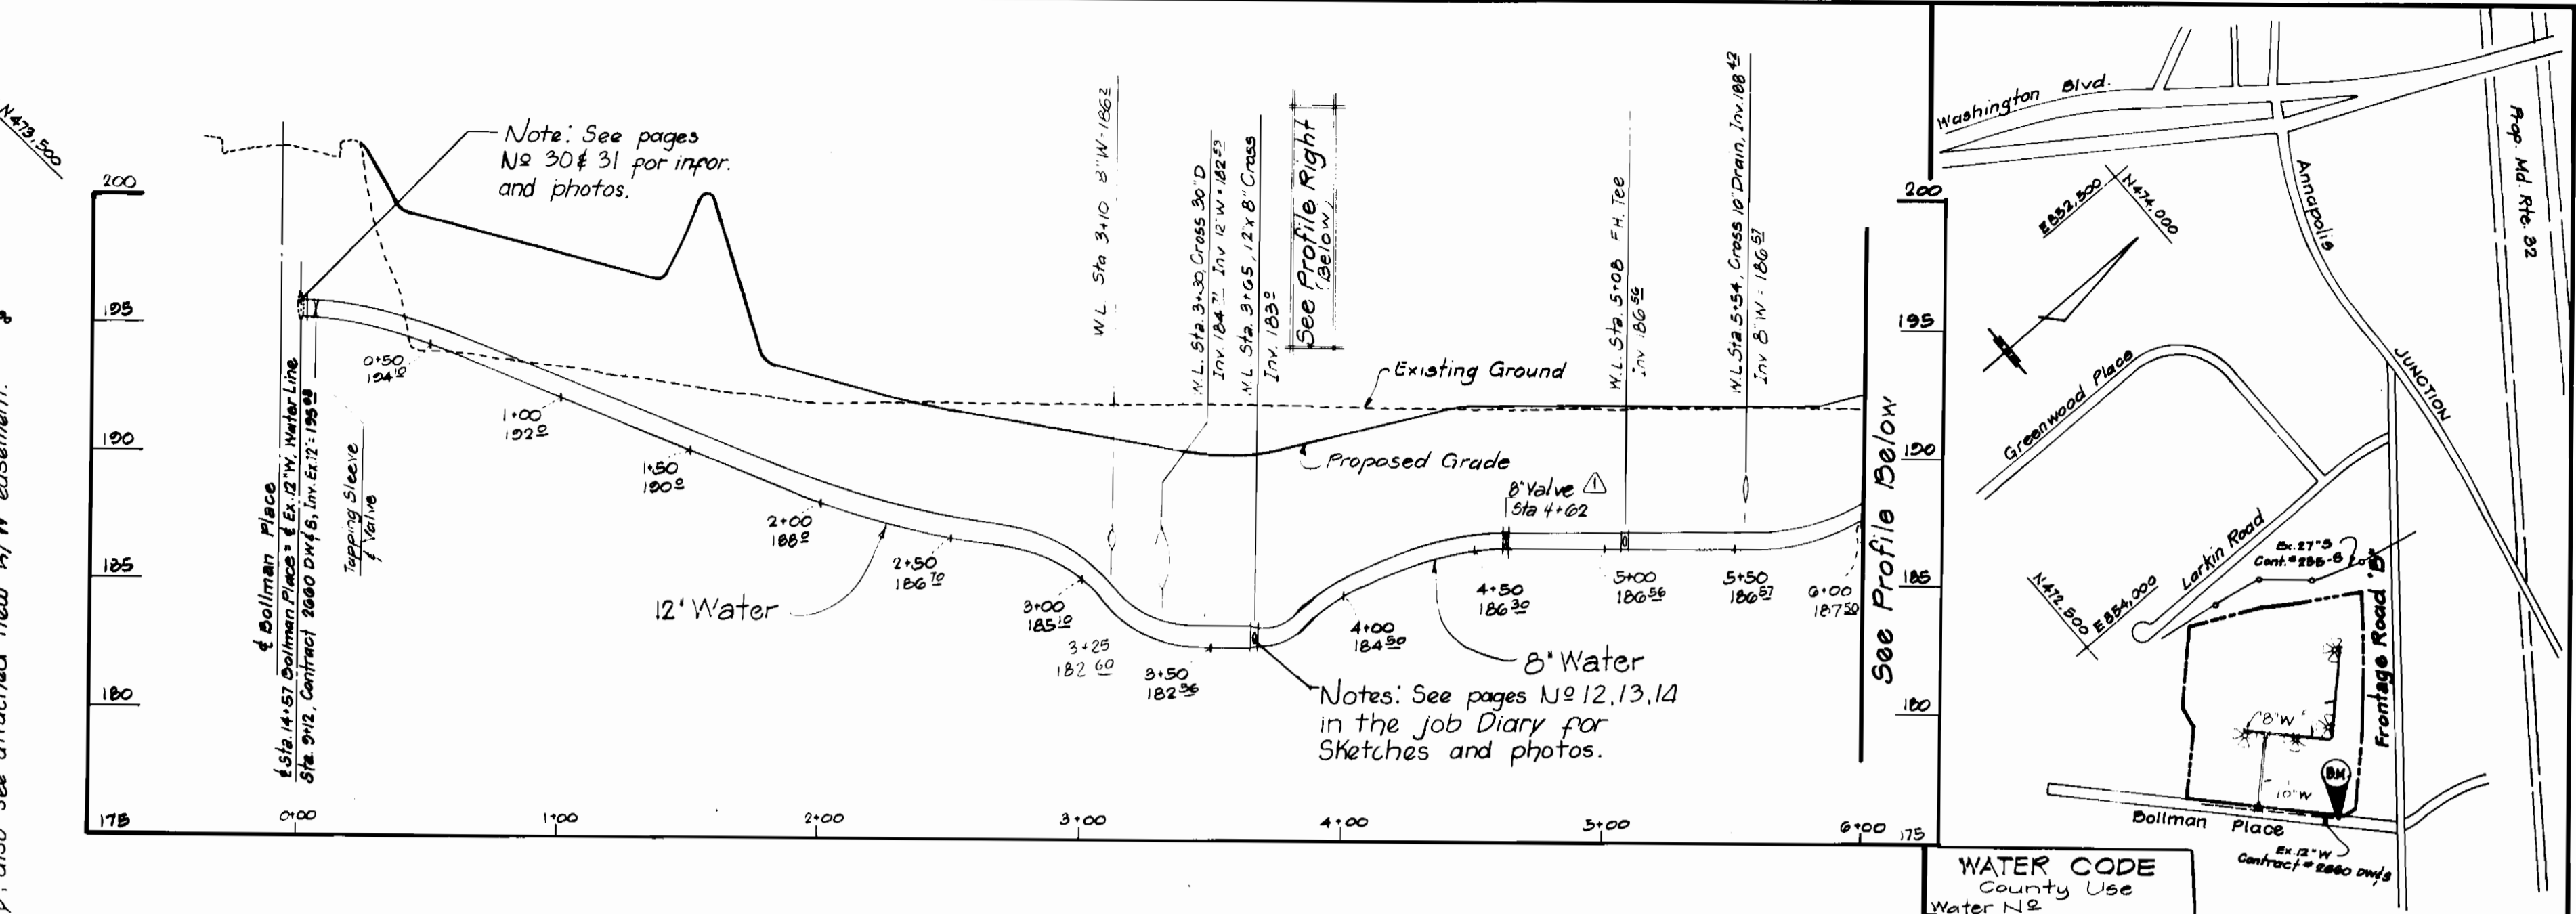 N473,500
Note: See pages
Nº 30 & 31 for infor.
and photos.
200
195
190
185
180
175
℄ Bollman Place
℄ Sta. 14+57 Bollman Place = ℄ Ex. 12"W. Water Line
Sta. 9+12, Contract 2660 DW&S, Inv. Ex. 12" = 195
Tapping Sleeve
& Valve
0+50
194
1+00
192 0
1+50
190 0
2+00
188 0
12" Water
2+50
186 70
3+00
185 10
3+25
182 60
3+50
182 56
W.L. Sta 3+10 8"W-186
W.L. Sta. 3+30, Cross 30"D
Inv. 184 71 Inv 12"W = 182 59
W.L. Sta. 3+65, 12"x 8" Cross
Inv. 183 0
See Profile Right
Below
Existing Ground
Proposed Grade
4+00
184 50
8" Valve 1
Sta 4+62
4+50
186 30
8" Water
Notes: See pages Nº 12,13,14
in the job Diary for
Sketches and photos.
W.L. Sta. 5+08 F.H. Tee
Inv 186 56
W.L. Sta. 5+54, Cross 10" Drain, Inv. 188 42
Inv 8"W = 186 57
5+00
186 56
5+50
186 57
6+00
187 50
See Profile Below
200
195
190
185
180
175
0+00
1+00
2+00
3+00
4+00
5+00
6+00
Washington Blvd.
Prop. Md. Rte. 32
E852,500
N474,000
Annapolis
JUNCTION
Greenwood Place
Larkin Road
Ex. 27"S
Cont. #
N472,500
E854,000
Frontage Road "B"
8"W
10"W
B.M.
Bollman Place
Ex. 12"W
Contract # 2660 DW&S
WATER CODE
County Use
Water Nº